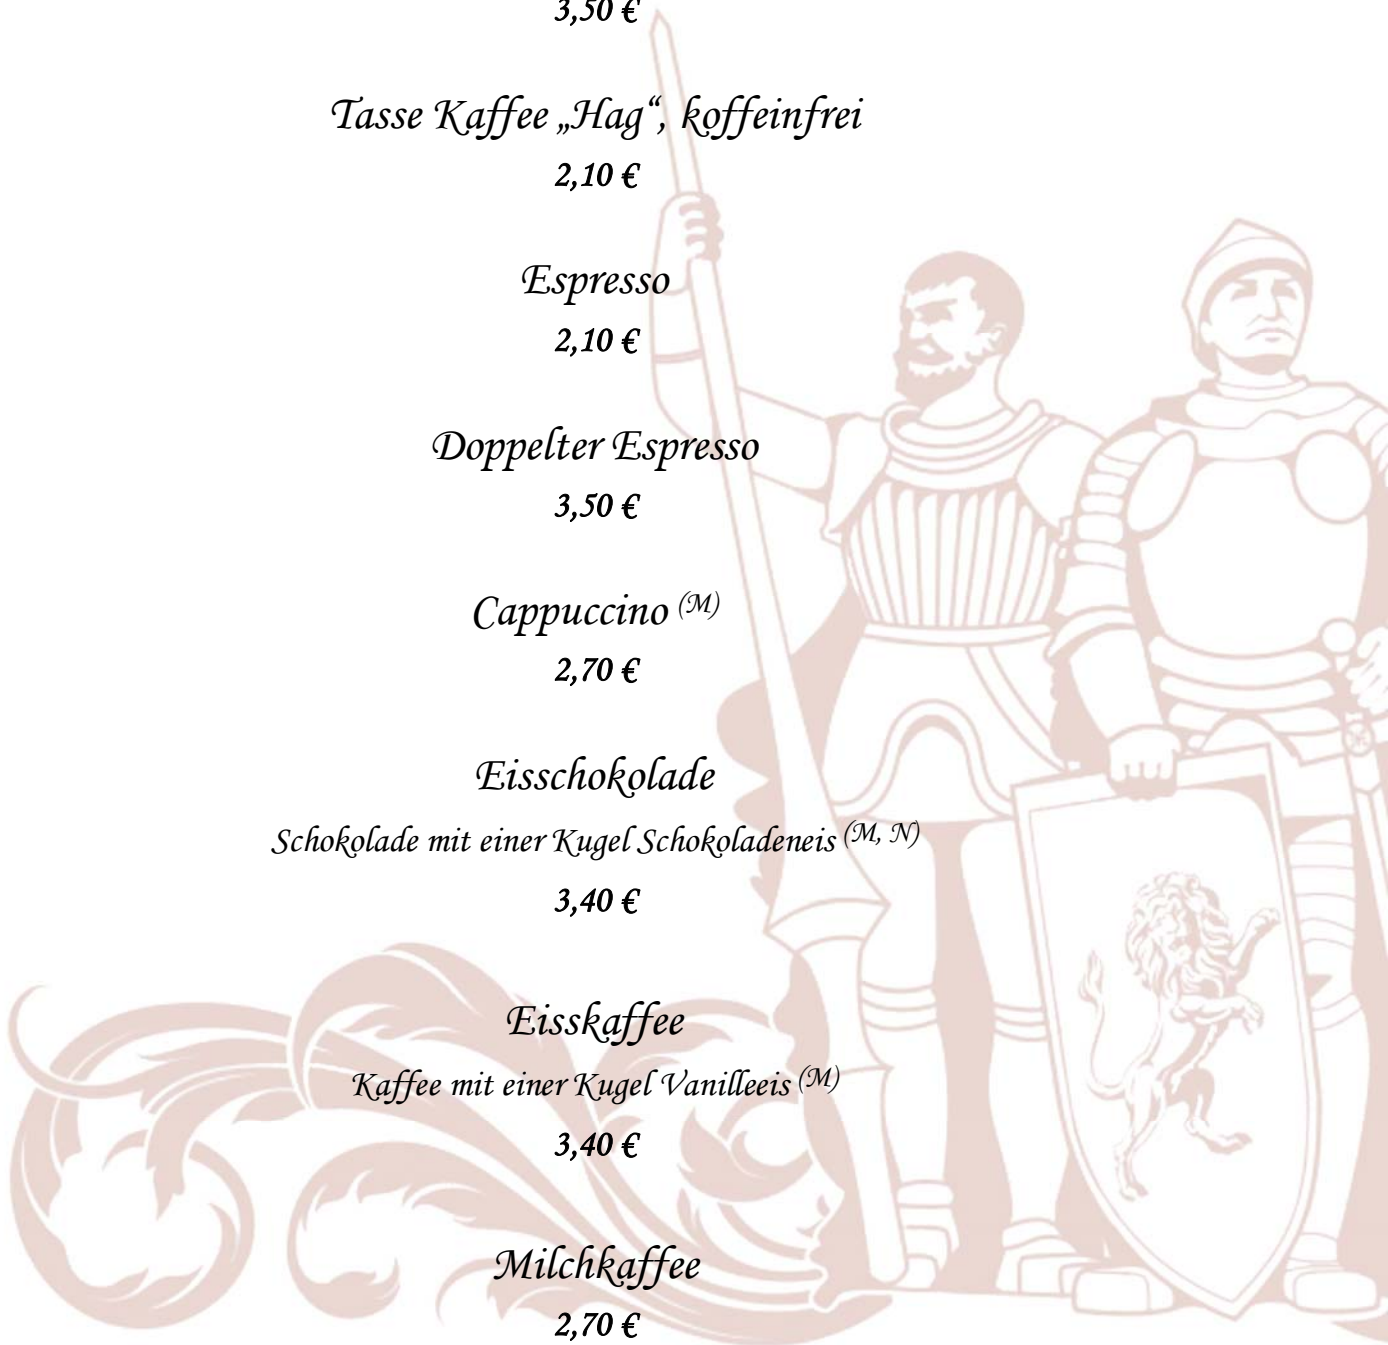 3,50 €
Tasse Kaffee „Hag“, koffeinfrei
2,10 €
Espresso
2,10 €
Doppelter Espresso
3,50 €
Cappuccino (M)
2,70 €
Eisschokolade
Schokolade mit einer Kugel Schokoladeneis (M, N)
3,40 €
Eisskaffee
Kaffee mit einer Kugel Vanilleeis (M)
3,40 €
Milchkaffee
2,70 €